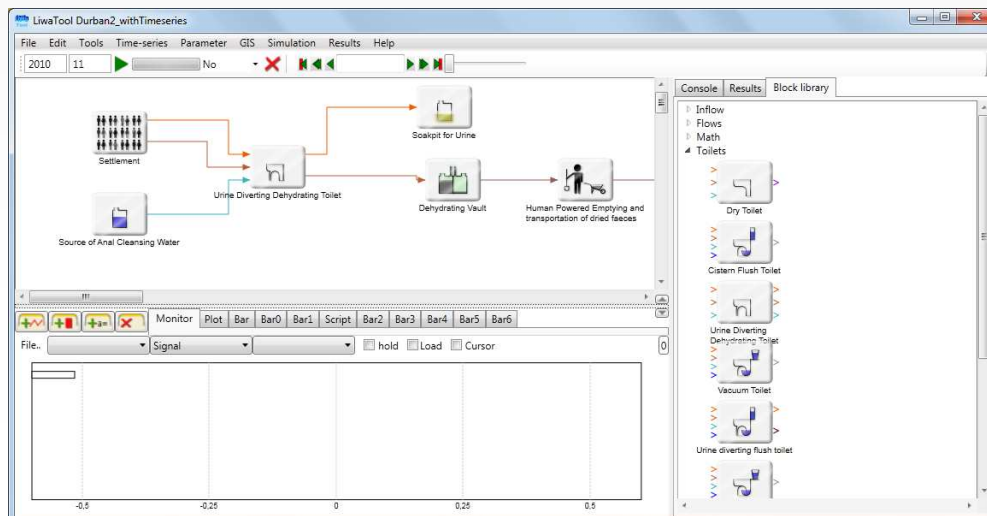 LiwaTool Durban2_withTimeseries
File Edit Tools Time-series Parameter GIS Simulation Results Help
2010 11 No
Settlement
Source of Anal Cleansing Water
Urine Diverting Dehydrating Toilet
Soakpit for Urine
Dehydrating Vault
Human Powered Emptying and
transportation of dried faeces
Console Results Block library
Inflow
Flows
Math
Toilets
Dry Toilet
Cistern Flush Toilet
Urine Diverting
Dehydrating Toilet
Vacuum Toilet
Urine diverting flush toilet
+a=
Monitor Plot Bar Bar0 Bar1 Script Bar2 Bar3 Bar4 Bar5 Bar6
File.. Signal hold Load Cursor 0
-0,5 -0,25 0 0,25 0,5